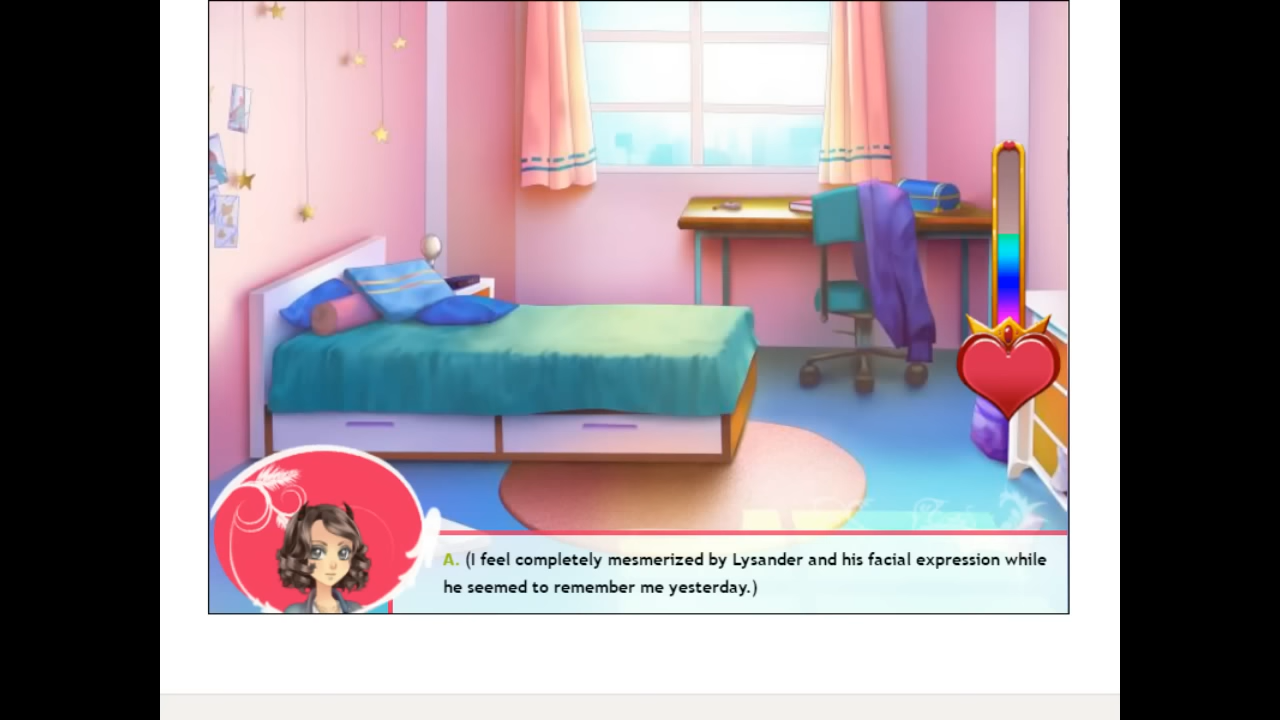 A. (I feel completely mesmerized by Lysander and his facial expression while
he seemed to remember me yesterday.)